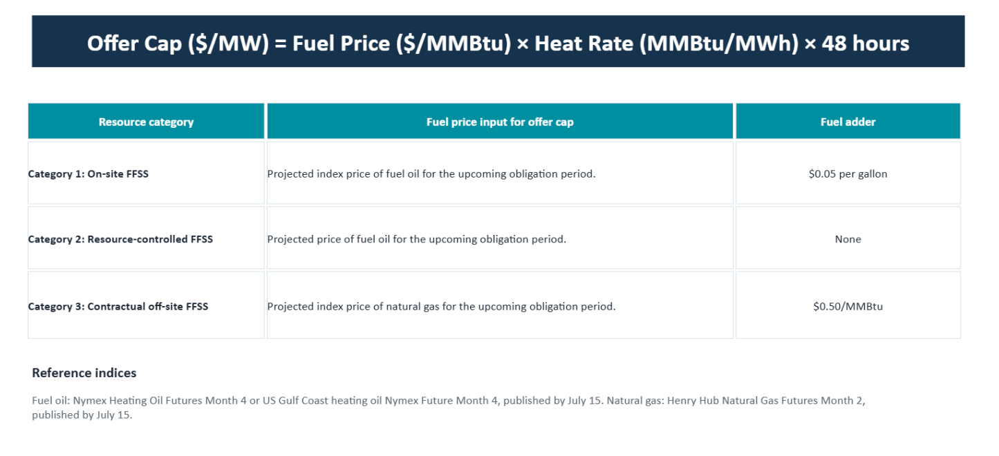 Offer Cap ($/MW) = Fuel Price ($/MMBtu) × Heat Rate (MMBtu/MWh) × 48 hours
Resource category
Fuel price input for offer cap
Fuel adder
Category 1: On-site FFSS
Projected index price of fuel oil for the upcoming obligation period.
$0.05 per gallon
Category 2: Resource-controlled FFSS
Projected price of fuel oil for the upcoming obligation period.
None
Category 3: Contractual off-site FFSS
Projected index price of natural gas for the upcoming obligation period.
$0.50/MMBtu
Reference indices
Fuel oil: Nymex Heating Oil Futures Month 4 or US Gulf Coast heating oil Nymex Future Month 4, published by July 15. Natural gas: Henry Hub Natural Gas Futures Month 2,
published by July 15.